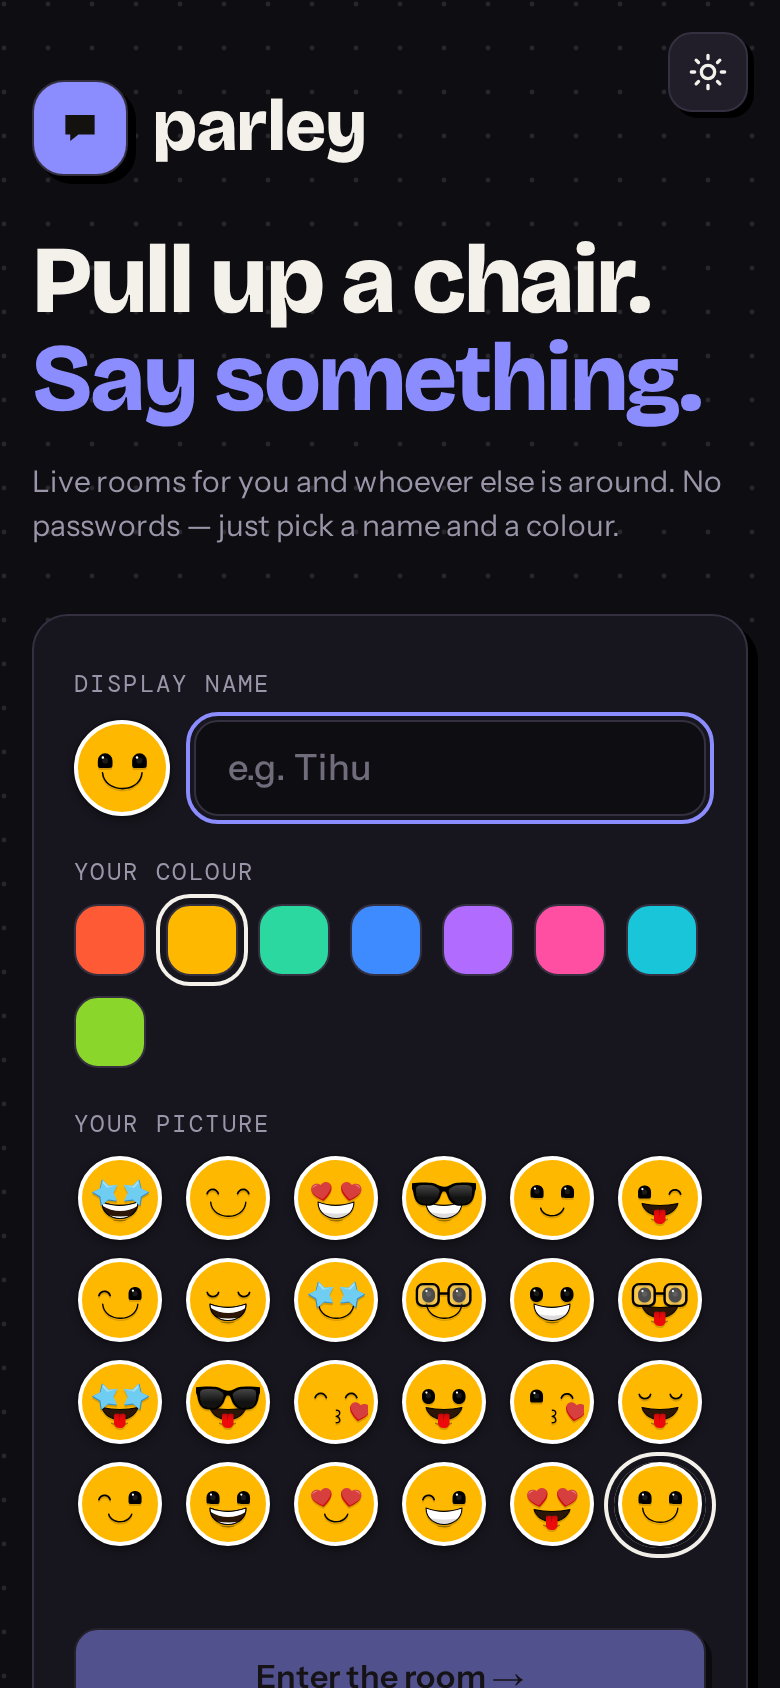 parley
Pull up a chair.
Say something.
Live rooms for you and whoever else is around. No
passwords — just pick a name and a colour.
DISPLAY NAME
e.g. Tihu
YOUR COLOUR
YOUR PICTURE
Enter the room →